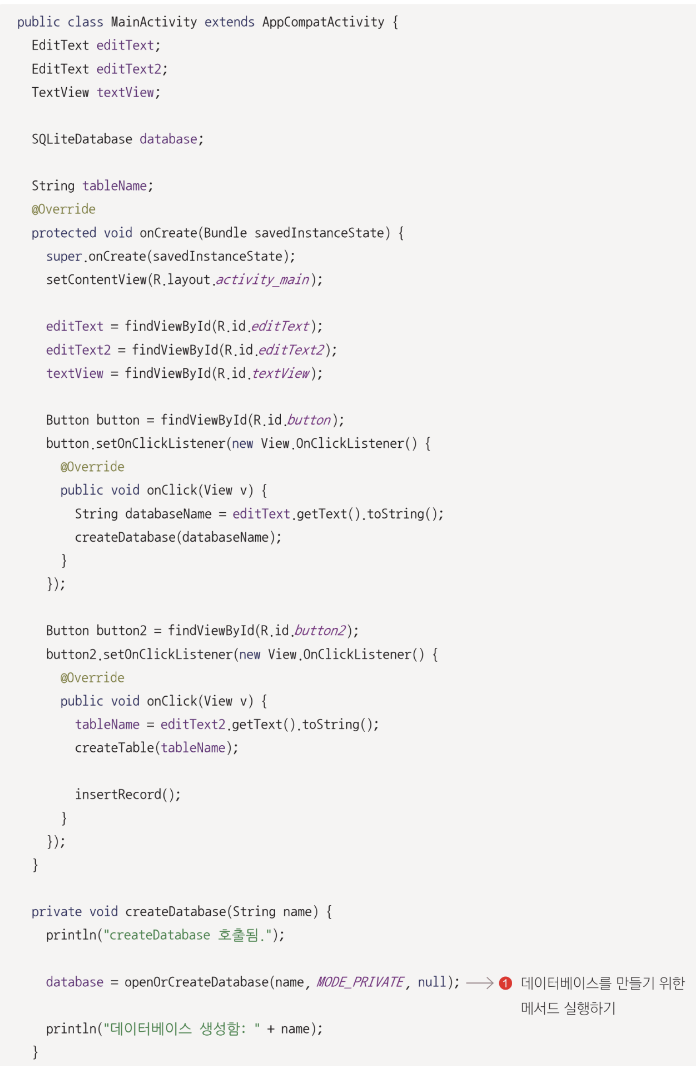 public class MainActivity extends AppCompatActivity {
EditText editText;
EditText editText2;
TextView textView;
SQLiteDatabase database;
String tableName;
@Override
protected void onCreate(Bundle savedInstanceState) {
super.onCreate(savedInstanceState);
setContentView(R.layout.activity_main);
editText = findViewById(R.id.editText);
editText2 = findViewById(R.id.editText2);
textView = findViewById(R.id.textView);
Button button = findViewById(R.id.button);
button.setOnClickListener(new View.OnClickListener() {
@Override
public void onClick(View v) {
String databaseName = editText.getText().toString();
createDatabase(databaseName);
}
});
Button button2 = findViewById(R.id.button2);
button2.setOnClickListener(new View.OnClickListener() {
@Override
public void onClick(View v) {
tableName = editText2.getText().toString();
createTable(tableName);
insertRecord();
}
});
}
private void createDatabase(String name) {
println("createDatabase 호출됨.");
database = openOrCreateDatabase(name, MODE_PRIVATE, null); → 1 데이터베이스를 만들기 위한
메서드 실행하기
println("데이터베이스 생성함: " + name);
}